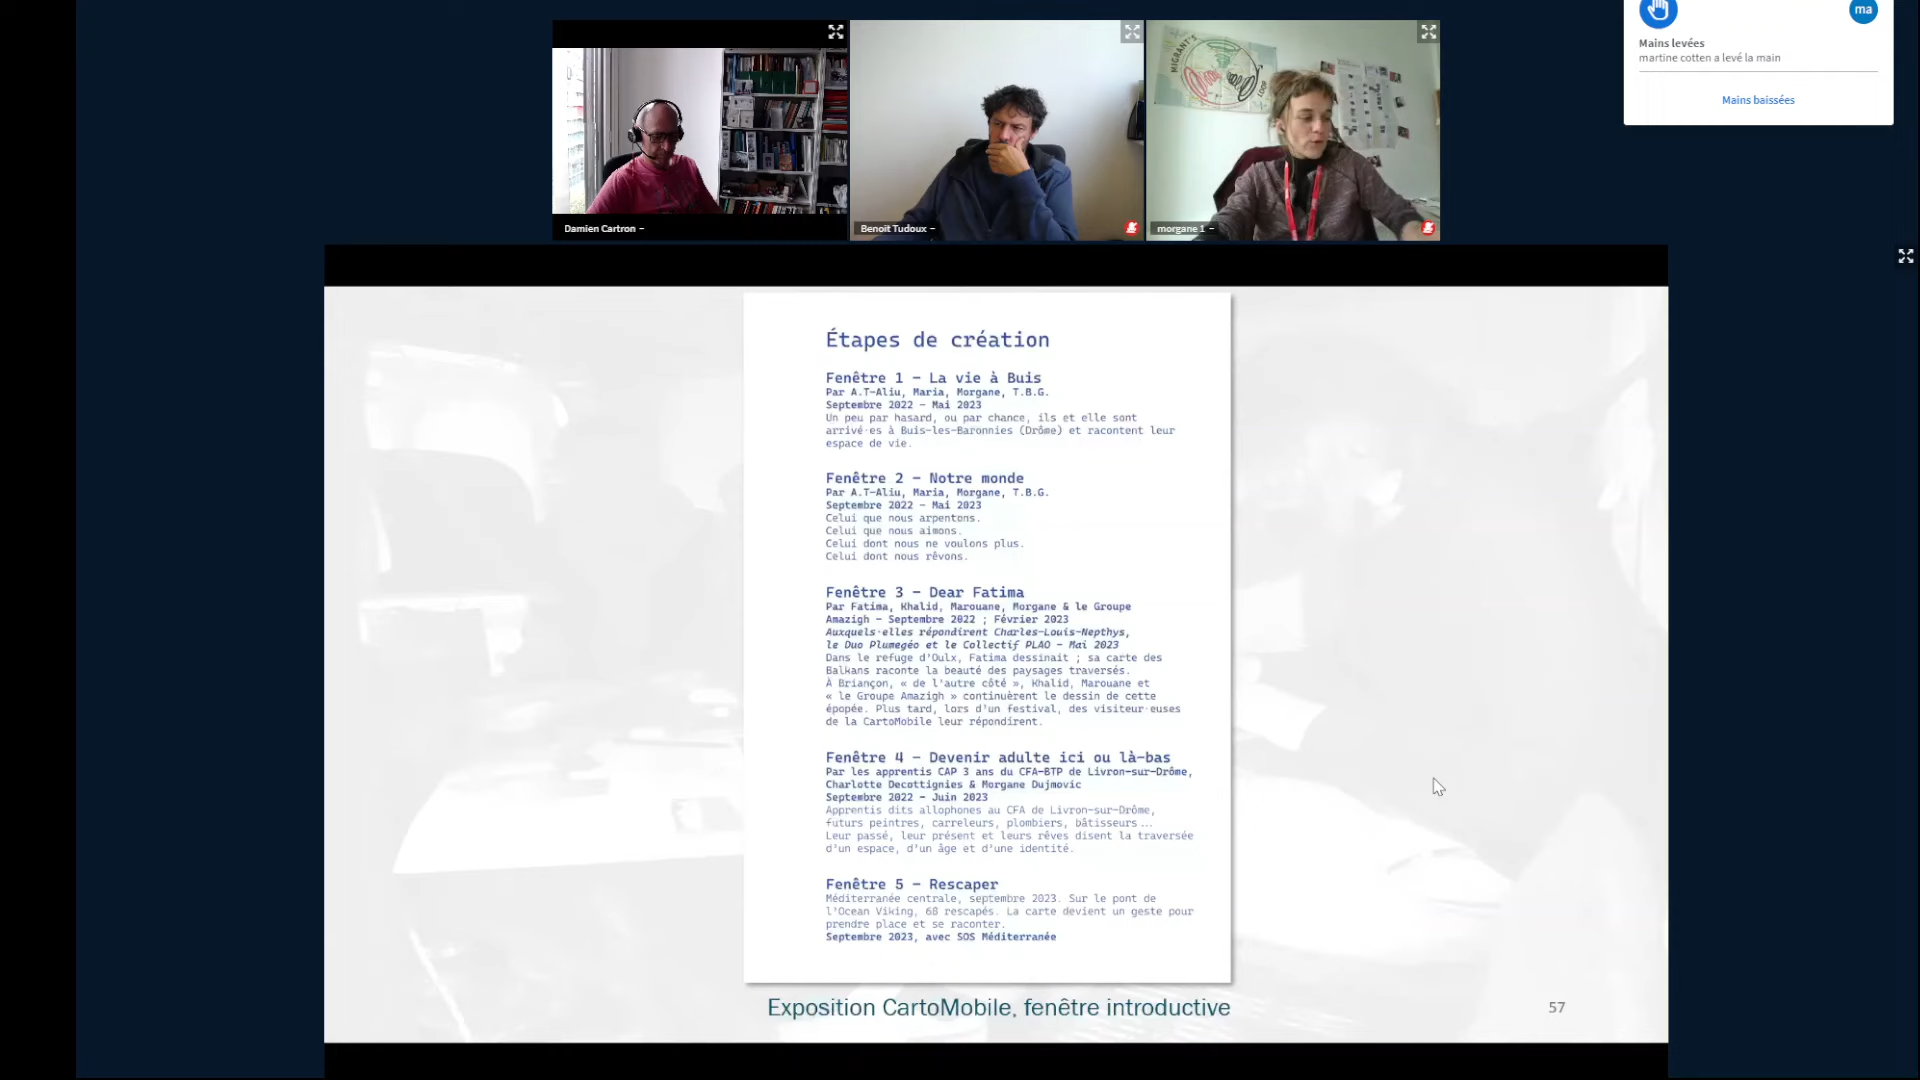 MIGRANT'S
LOOP
Damien Cartron
Benoît Tudoux
morgane 1
ma
Mains levées
martine cotten a levé la main
Mains baissées
Étapes de création
Fenêtre 1 – La vie à Buis
Par A.T-Aliu, Maria, Morgane, T.B.G.
Septembre 2022 – Mai 2023
Un peu par hasard, ou par chance, ils et elle sont
arrivé·es à Buis-les-Baronnies (Drôme) et racontent leur
espace de vie.
Fenêtre 2 – Notre monde
Par A.T-Aliu, Maria, Morgane, T.B.G.
Septembre 2022 – Mai 2023
Celui que nous arpentons.
Celui que nous aimons.
Celui dont nous ne voulons plus.
Celui dont nous rêvons.
Fenêtre 3 – Dear Fatima
Par Fatima, Khalid, Marouane, Morgane & le Groupe
Amazigh – Septembre 2022 ; Février 2023
Auxquels·elles répondirent Charles-Louis-Nepthys,
le Duo Plumegéo et le Collectif PLAO – Mai 2023
Dans le refuge d'Oulx, Fatima dessinait ; sa carte des
Balkans raconte la beauté des paysages traversés.
À Briançon, « de l'autre côté », Khalid, Marouane et
« le Groupe Amazigh » continuèrent le dessin de cette
épopée. Plus tard, lors d'un festival, des visiteur·euses
de la CartoMobile leur répondirent.
Fenêtre 4 – Devenir adulte ici ou là-bas
Par les apprentis CAP 3 ans du CFA-BTP de Livron-sur-Drôme,
Charlotte Decottignies & Morgane Dujmovic
Septembre 2022 – Juin 2023
Apprentis dits allophones au CFA de Livron-sur-Drôme,
futurs peintres, carreleurs, plombiers, bâtisseurs...
Leur passé, leur présent et leurs rêves disent la traversée
d'un espace, d'un âge et d'une identité.
Fenêtre 5 – Rescaper
Méditerranée centrale, septembre 2023. Sur le pont de
l'Ocean Viking, 68 rescapés. La carte devient un geste pour
prendre place et se raconter.
Septembre 2023, avec SOS Méditerranée
Exposition CartoMobile, fenêtre introductive
57